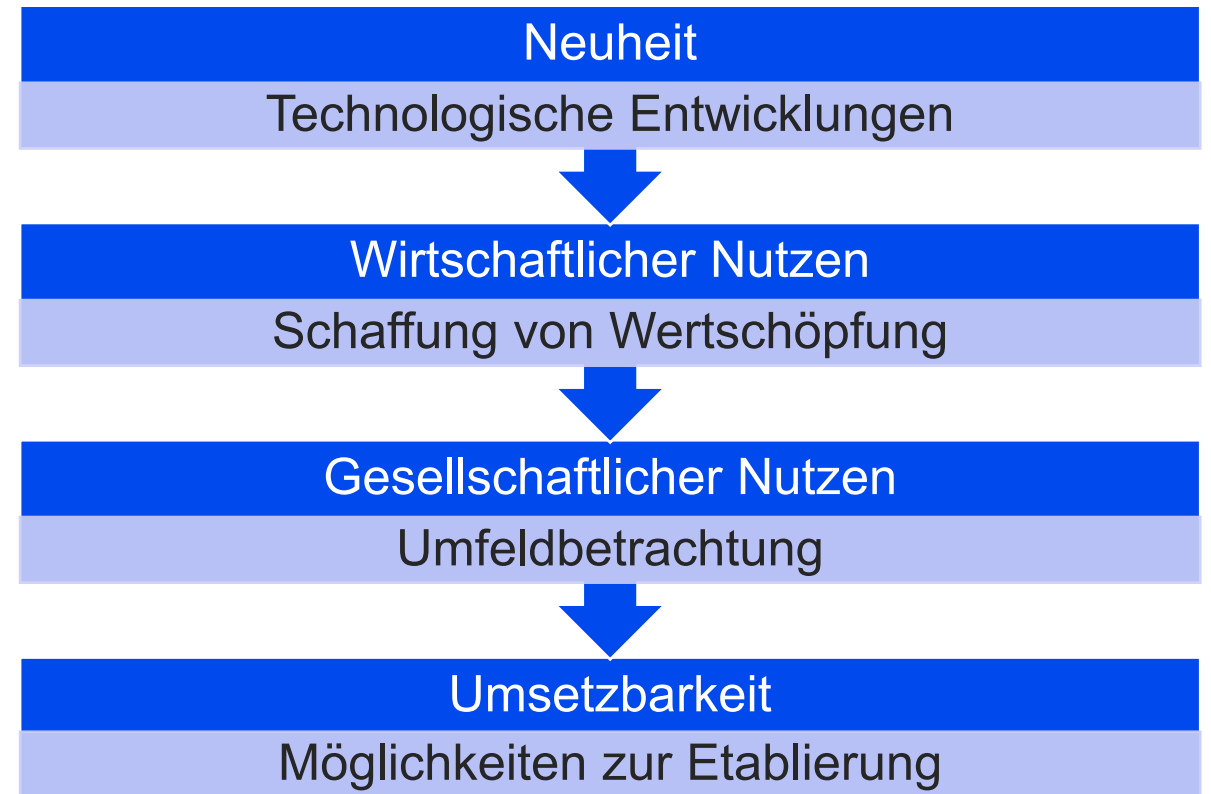 Neuheit
Technologische Entwicklungen
Wirtschaftlicher Nutzen
Schaffung von Wertschöpfung
Gesellschaftlicher Nutzen
Umfeldbetrachtung
Umsetzbarkeit
Möglichkeiten zur Etablierung